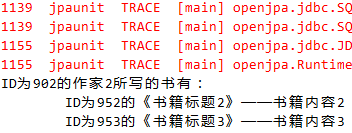 1139 jpaunit TRACE [main] openjpa.jdbc.SQ
1139 jpaunit TRACE [main] openjpa.jdbc.SQ
1155 jpaunit TRACE [main] openjpa.jdbc.JD
1155 jpaunit TRACE [main] openjpa.Runtime
ID为902的作家2所写的书有：
ID为952的《书籍标题2》——书籍内容2
ID为953的《书籍标题3》——书籍内容3